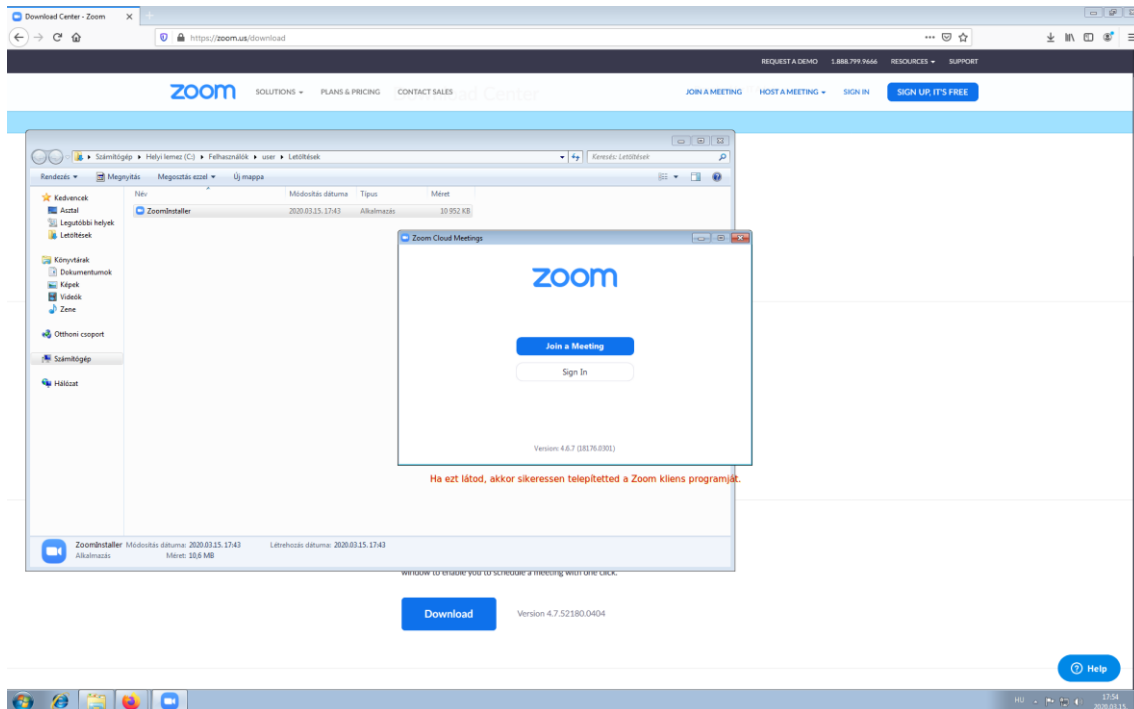 Download Center - Zoom
https://zoom.us/download
REQUEST A DEMO 1.888.799.9666 RESOURCES SUPPORT
zoom SOLUTIONS PLANS & PRICING CONTACT SALES Download Center JOIN A MEETING HOST A MEETING SIGN IN SIGN UP, IT'S FREE
Számítógép Helyi lemez (C:) Felhasználók user Letöltések Keresés: Letöltések
Rendezés Megnyitás Megosztás ezzel Új mappa
Kedvencek
Asztal
Legutóbbi helyek
Letöltések
Könyvtárak
Dokumentumok
Képek
Videók
Zene
Otthoni csoport
Számítógép
Hálózat
Név Módosítás dátuma Típus Méret
ZoomInstaller 2020.03.15. 17:43 Alkalmazás 10 952 KB
Zoom Cloud Meetings
zoom
Join a Meeting
Sign In
Version: 4.6.7 (18176.0301)
Ha ezt látod, akkor sikeressen telepítetted a Zoom kliens programját.
ZoomInstaller Módosítás dátuma: 2020.03.15. 17:43 Létrehozás dátuma: 2020.03.15. 17:43
Alkalmazás Méret: 10,6 MB
window to enable you to schedule a meeting with one click.
Download Version 4.7.52180.0404
Help
HU 17:54
2020.03.15.